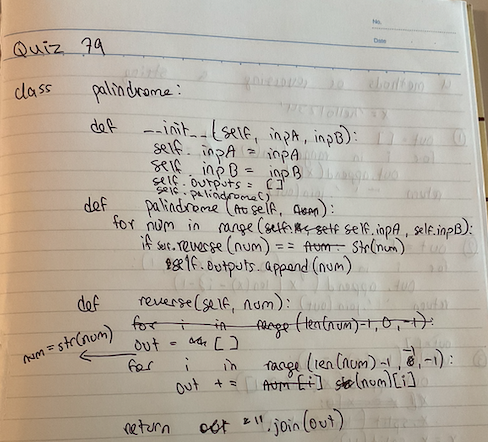 No.
Date
Quiz 79
class palindrome:
def __init__(self, inpA, inpB):
self. inpA = inpA
self. inpB = inpB
self. outputs = []
self. palindrome()
def palindrome (self, ):
for num in range( self.inpA, self.inpB):
if self.reverse(num) == str(num)
self.outputs.append(num)
def reverse(self, num):
for i in range(len(num)-1, 0, -1):
num = str(num)
out = []
for i in range(len(num)-1, -1, -1):
out += num[i] (num)[i]
return "".join(out)